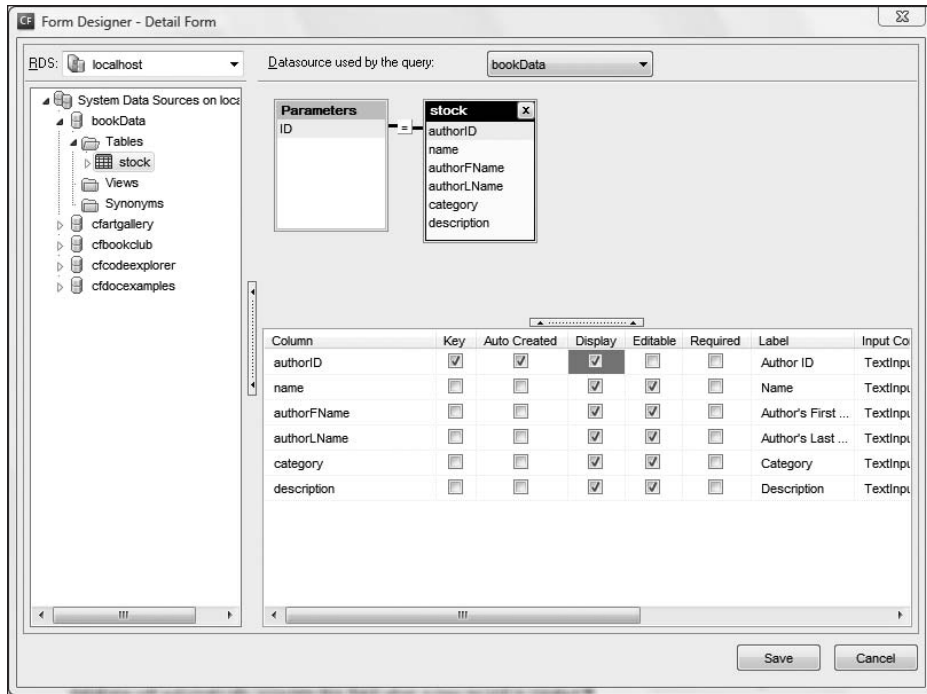 CF Form Designer - Detail Form
RDS: localhost
Datasource used by the query: bookData
System Data Sources on loca
bookData
Tables
stock
Views
Synonyms
cfartgallery
cfbookclub
cfcodeexplorer
cfdocexamples
Parameters
ID
=
stock x
authorID
name
authorFName
authorLName
category
description
Column Key Auto Created Display Editable Required Label Input Co
authorID Author ID TextInpu
name Name TextInpu
authorFName Author's First ... TextInpu
authorLName Author's Last ... TextInpu
category Category TextInpu
description Description TextInpu
Save Cancel